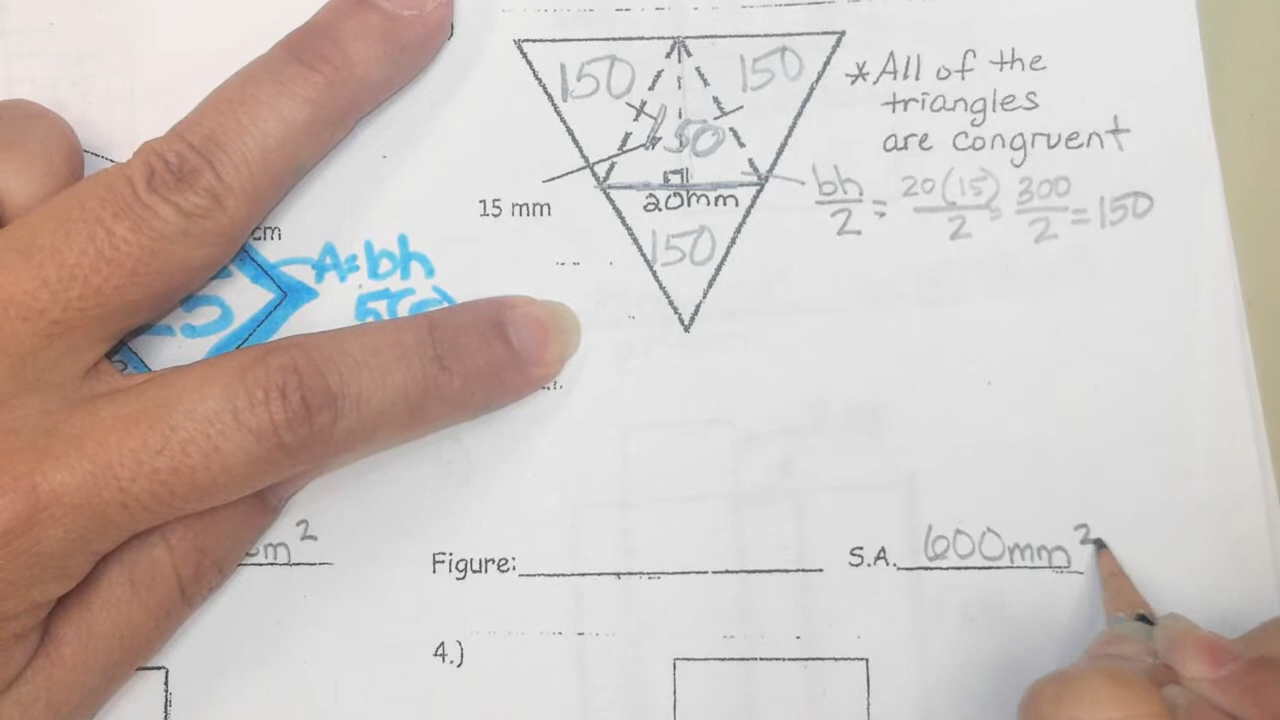 150 150
150
*All of the
triangles
are congruent
20mm
15 mm
bh/2 = 20(15)/2 = 300/2 = 150
150
cm
A=bh
5(
m²
Figure:
S.A. 600mm²
4.)